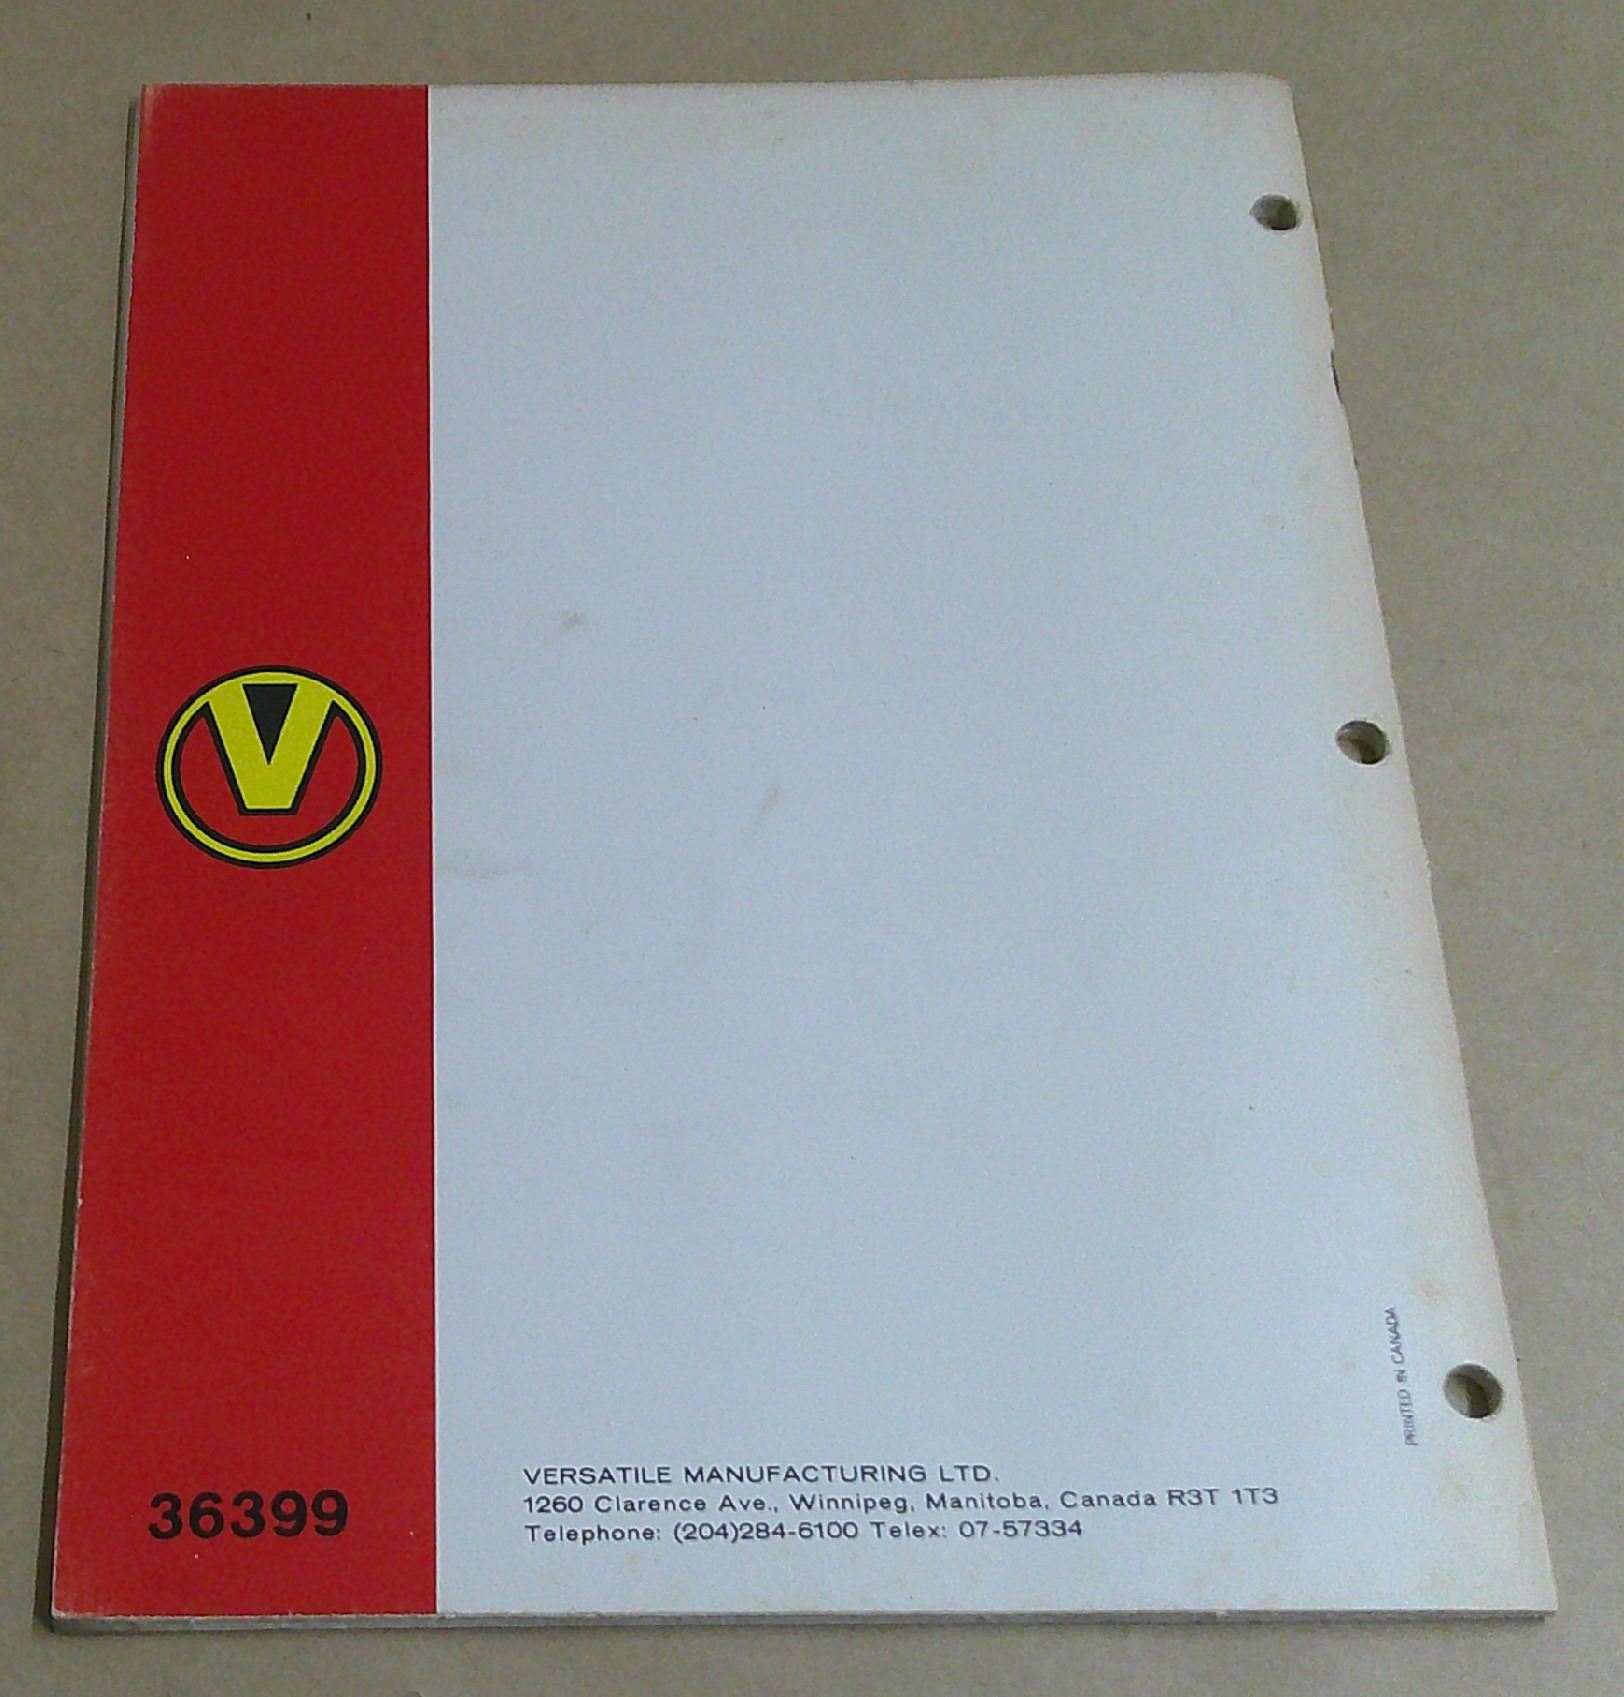 V
36399
VERSATILE MANUFACTURING LTD.
1260 Clarence Ave., Winnipeg, Manitoba, Canada R3T 1T3
Telephone: (204)284-6100 Telex: 07-57334
PRINTED IN CANADA